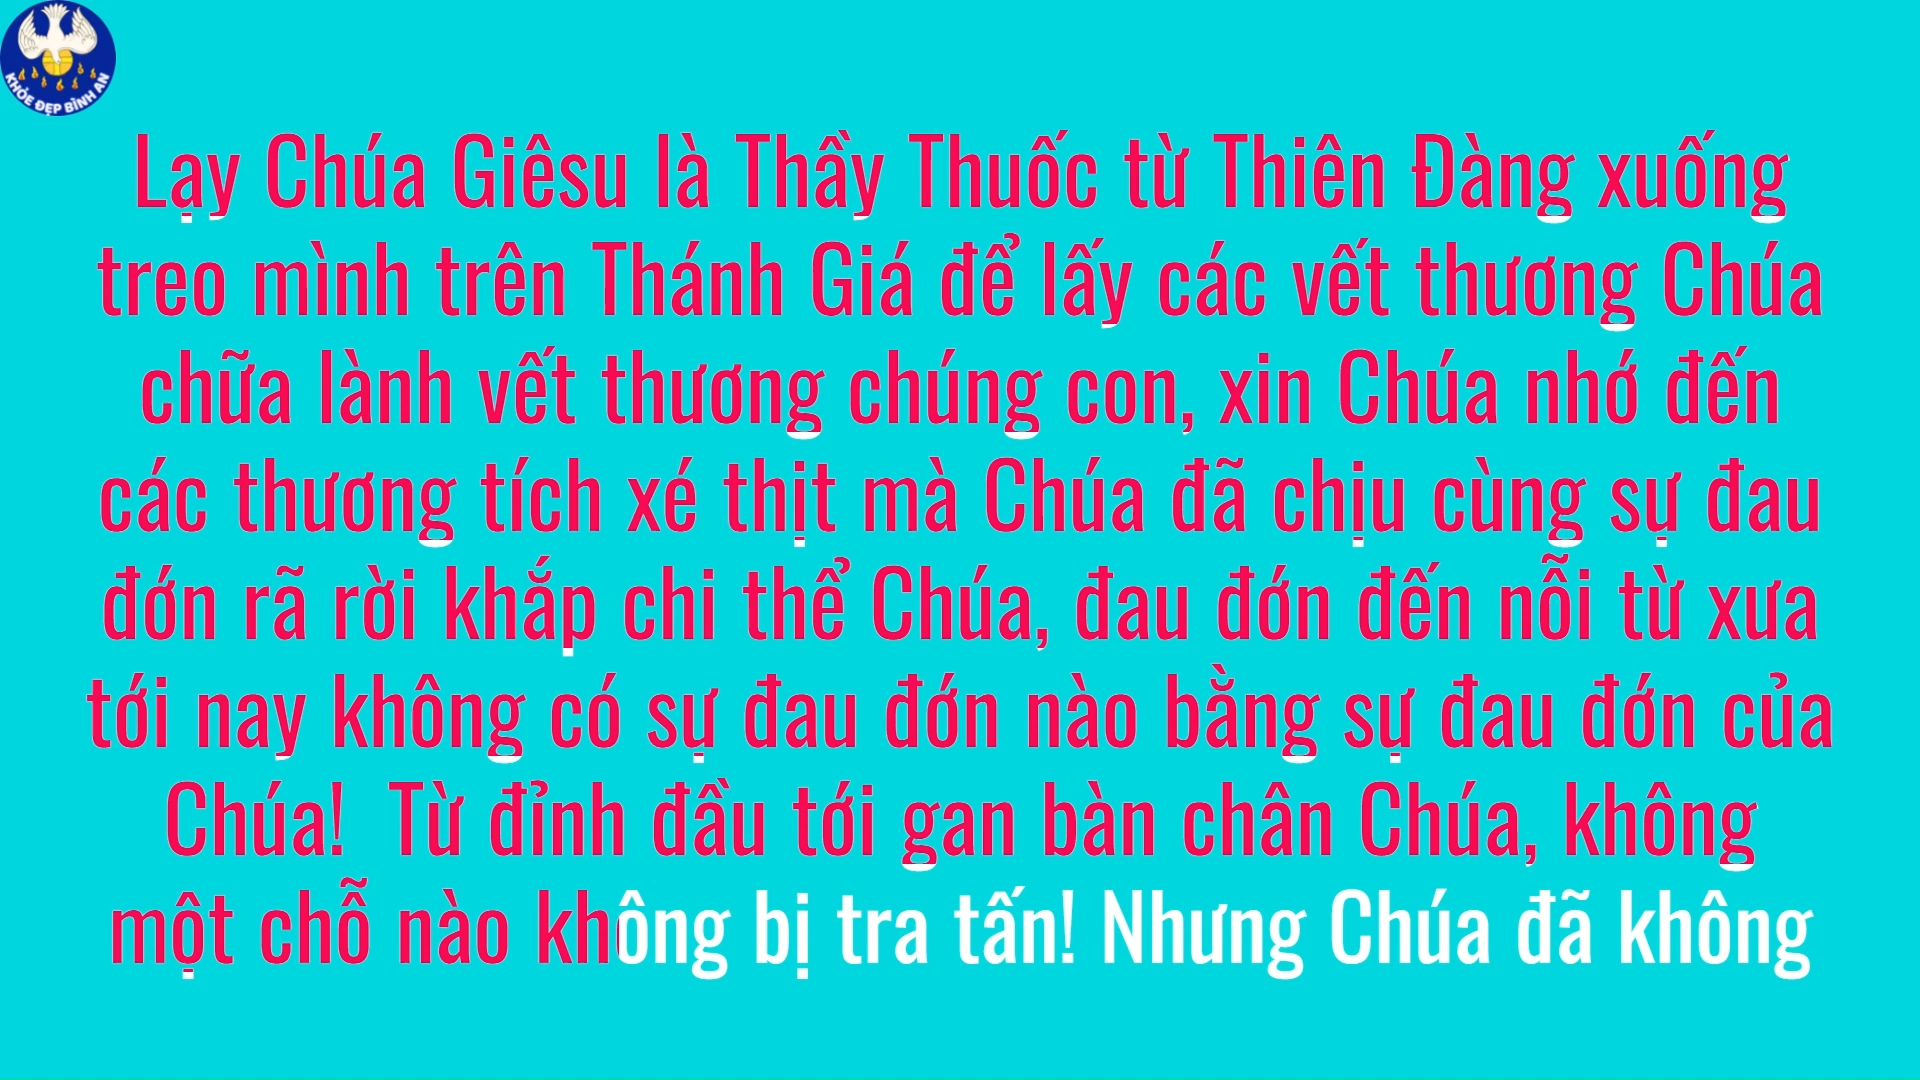 KHỎE ĐẸP BÌNH AN
Lạy Chúa Giêsu là Thầy Thuốc từ Thiên Đàng xuống
treo mình trên Thánh Giá để lấy các vết thương Chúa
chữa lành vết thương chúng con, xin Chúa nhớ đến
các thương tích xé thịt mà Chúa đã chịu cùng sự đau
đớn rã rời khắp chi thể Chúa, đau đớn đến nỗi từ xưa
tới nay không có sự đau đớn nào bằng sự đau đớn của
Chúa!  Từ đỉnh đầu tới gan bàn chân Chúa, không
một chỗ nào không bị tra tấn! Nhưng Chúa đã không